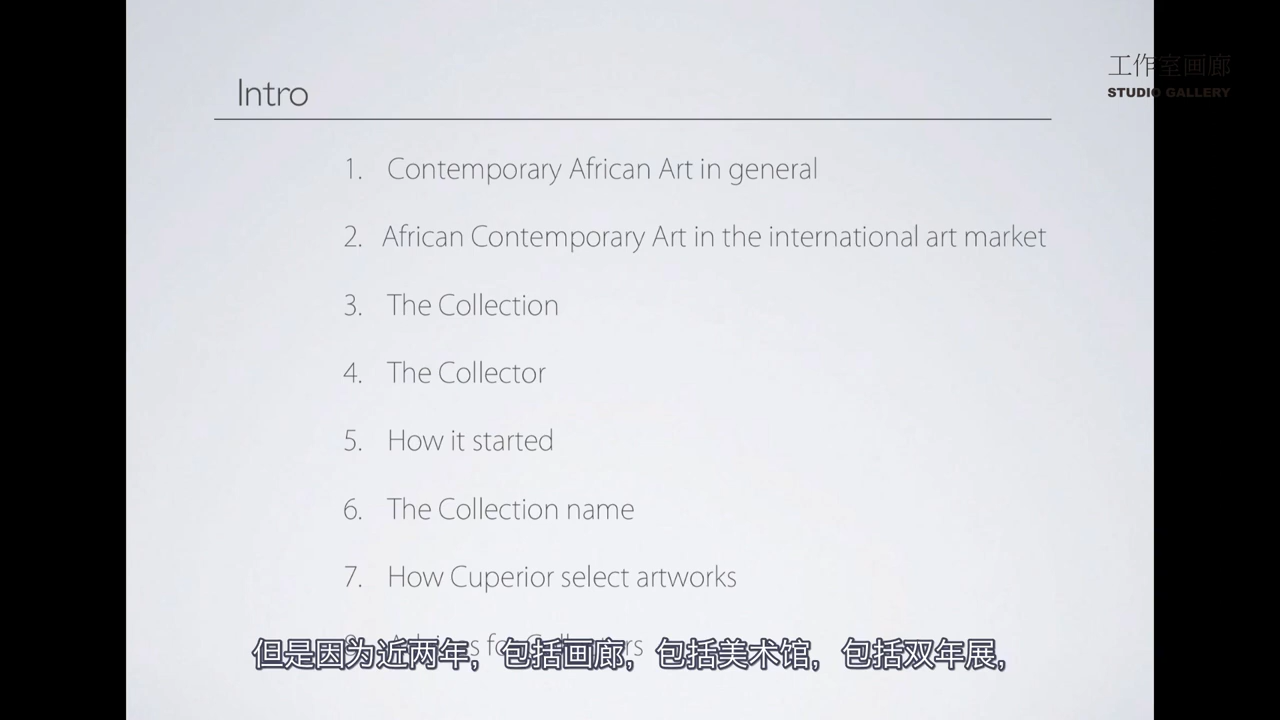 工作室画廊
STUDIO GALLERY
Intro
1. Contemporary African Art in general
2. African Contemporary Art in the international art market
3. The Collection
4. The Collector
5. How it started
6. The Collection name
7. How Cuperior select artworks
但是因为近两年，包括画廊，包括美术馆，包括双年展，